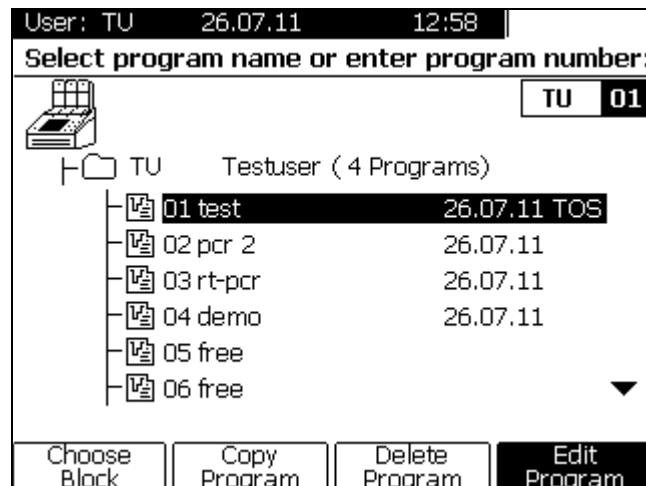 User: TU 26.07.11 12:58
Select program name or enter program number:
TU 01
TU Testuser ( 4 Programs)
01 test 26.07.11 TOS
02 pcr 2 26.07.11
03 rt-pcr 26.07.11
04 demo 26.07.11
05 free
06 free
Choose Block Copy Program Delete Program Edit Program